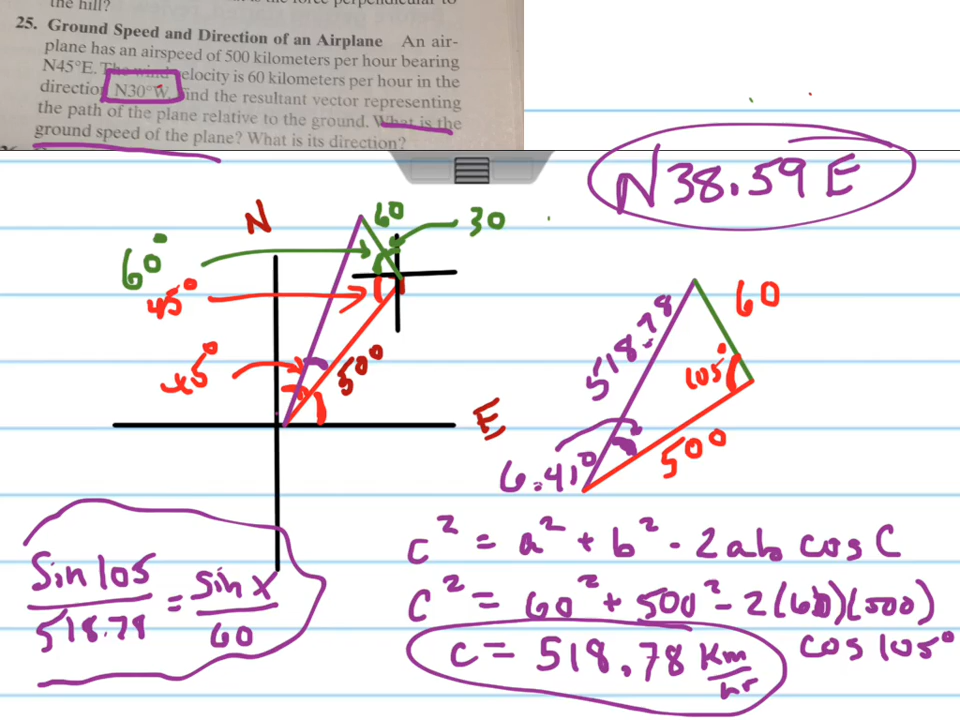 the hill?
25. Ground Speed and Direction of an Airplane An air-
plane has an airspeed of 500 kilometers per hour bearing
N45°E. The wind velocity is 60 kilometers per hour in the
direction N30°W. Find the resultant vector representing
the path of the plane relative to the ground. What is the
ground speed of the plane? What is its direction?
N38.59 E
N
60
30
60°
45°
45°
500
E
518.78
60
105°
6.41°
500
c² = a² + b² - 2ab cos C
c² = 60² + 500² - 2(60)(500)
cos 105°
c = 518.78 Km/hr
Sin 105/518.78 = Sin X/60